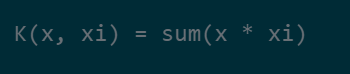 K(x, xi) = sum(x * xi)